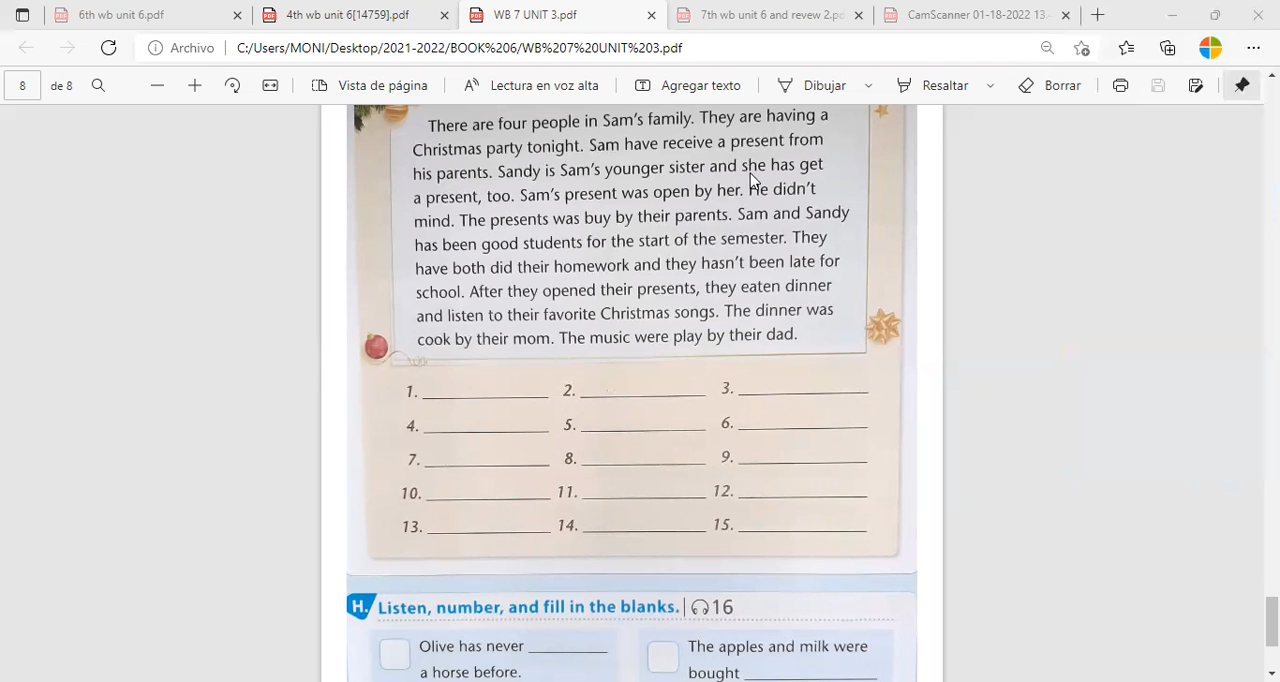 6th wb unit 6.pdf
4th wb unit 6[14759].pdf
WB 7 UNIT 3.pdf
7th wb unit 6 and revew 2.p
CamScanner 01-18-2022 13
Archivo
C:/Users/MONI/Desktop/2021-2022/BOOK%206/WB%207%20UNIT%203.pdf
8 de 8
Vista de página
Lectura en voz alta
Agregar texto
Dibujar
Resaltar
Borrar
There are four people in Sam's family. They are having a
Christmas party tonight. Sam have receive a present from
his parents. Sandy is Sam's younger sister and she has get
a present, too. Sam's present was open by her. He didn't
mind. The presents was buy by their parents. Sam and Sandy
has been good students for the start of the semester. They
have both did their homework and they hasn't been late for
school. After they opened their presents, they eaten dinner
and listen to their favorite Christmas songs. The dinner was
cook by their mom. The music were play by their dad.
1. 2. 3.
4. 5. 6.
7. 8. 9.
10. 11. 12.
13. 14. 15.
H. Listen, number, and fill in the blanks. 16
Olive has never
a horse before.
The apples and milk were
bought